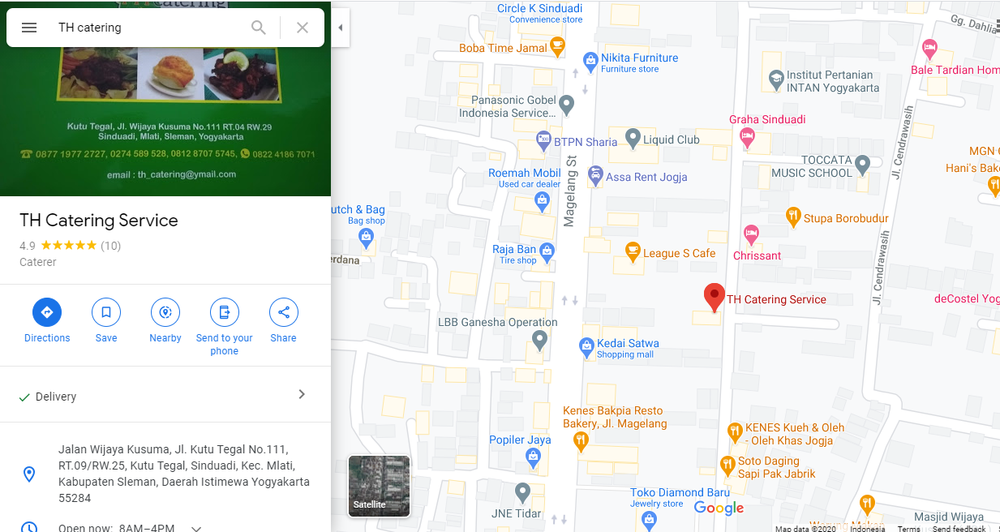 catering
TH catering
Kutu Tegal, Jl. Wijaya Kusuma No.111 RT.04 RW.29
Sinduadi, Mlati, Sleman, Yogyakarta
0877 1977 2727, 0274 589 528, 0812 8707 5745, 0822 4186 7071
email : th_catering@ymail.com
TH Catering Service
4.9 (10)
Caterer
Directions
Save
Nearby
Send to your
phone
Share
Delivery
Jalan Wijaya Kusuma, Jl. Kutu Tegal No.111,
RT.09/RW.25, Kutu Tegal, Sinduadi, Kec. Mlati,
Kabupaten Sleman, Daerah Istimewa Yogyakarta
55284
Open now: 8AM–4PM
Circle K Sinduadi
Convenience store
Boba Time Jamal
Nikita Furniture
Furniture store
Gg. Dahlia
Bale Tardian Hom
Institut Pertanian
INTAN Yogyakarta
Panasonic Gobel
Indonesia Service...
Graha Sinduadi
Jl. Cendrawasih
BTPN Sharia
Liquid Club
MGN
TOCCATA
MUSIC SCHOOL
Hani's Bak
Roemah Mobil
Used car dealer
Assa Rent Jogja
Magelang St
utch & Bag
Bag shop
Stupa Borobudur
Raja Ban
Tire shop
League S Cafe
Chrissant
erdana
Jl. Cendrawasih
TH Catering Service
deCostel Yog
LBB Ganesha Operation
Kedai Satwa
Shopping mall
Kenes Bakpia Resto
Bakery, Jl. Magelang
KENES Kueh & Oleh
- Oleh Khas Jogja
Popiler Jaya
Soto Daging
Sapi Pak Jabrik
Satellite
Toko Diamond Baru
Jewelry store
Google
JNE Tidar
Masjid Wijaya
Warung Makan
Map data ©2020 Indonesia Terms Send feedback